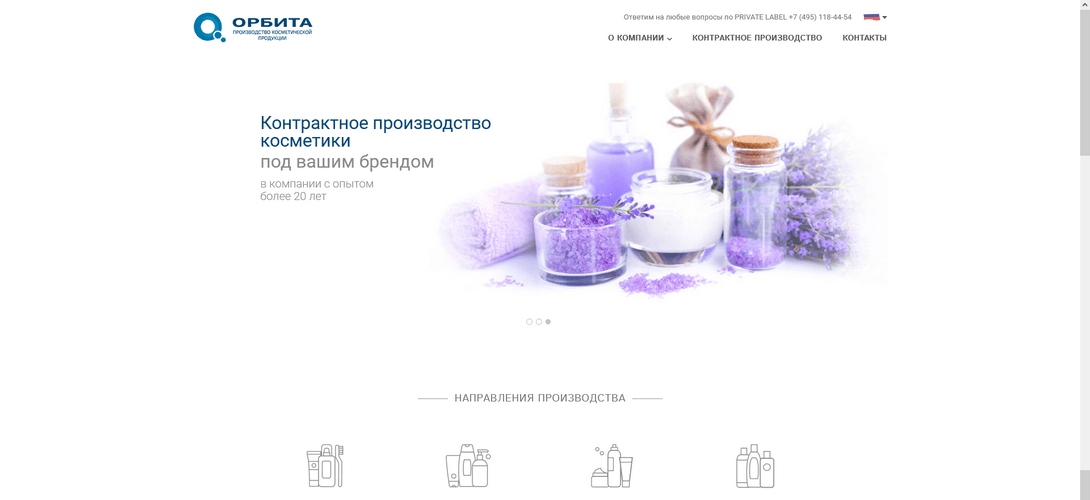 Ответим на любые вопросы по PRIVATE LABEL +7 (495) 118-44-54
ОРБИТА
ПРОИЗВОДСТВО КОСМЕТИЧЕСКОЙ
ПРОДУКЦИИ
О КОМПАНИИ
КОНТРАКТНОЕ ПРОИЗВОДСТВО
КОНТАКТЫ
Контрактное производство
косметики
под вашим брендом
в компании с опытом
более 20 лет
НАПРАВЛЕНИЯ ПРОИЗВОДСТВА